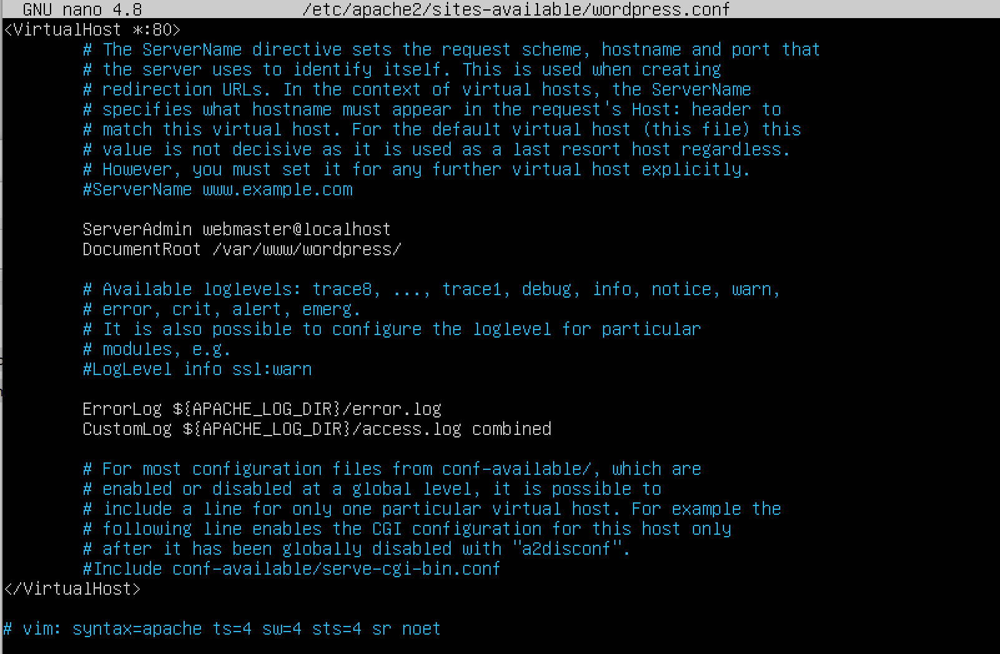 GNU nano 4.8 /etc/apache2/sites-available/wordpress.conf
<VirtualHost *:80>
# The ServerName directive sets the request scheme, hostname and port that
# the server uses to identify itself. This is used when creating
# redirection URLs. In the context of virtual hosts, the ServerName
# specifies what hostname must appear in the request's Host: header to
# match this virtual host. For the default virtual host (this file) this
# value is not decisive as it is used as a last resort host regardless.
# However, you must set it for any further virtual host explicitly.
#ServerName www.example.com
ServerAdmin webmaster@localhost
DocumentRoot /var/www/wordpress/
# Available loglevels: trace8, ..., trace1, debug, info, notice, warn,
# error, crit, alert, emerg.
# It is also possible to configure the loglevel for particular
# modules, e.g.
#LogLevel info ssl:warn
ErrorLog ${APACHE_LOG_DIR}/error.log
CustomLog ${APACHE_LOG_DIR}/access.log combined
# For most configuration files from conf-available/, which are
# enabled or disabled at a global level, it is possible to
# include a line for only one particular virtual host. For example the
# following line enables the CGI configuration for this host only
# after it has been globally disabled with "a2disconf".
#Include conf-available/serve-cgi-bin.conf
</VirtualHost>
# vim: syntax=apache ts=4 sw=4 sts=4 sr noet